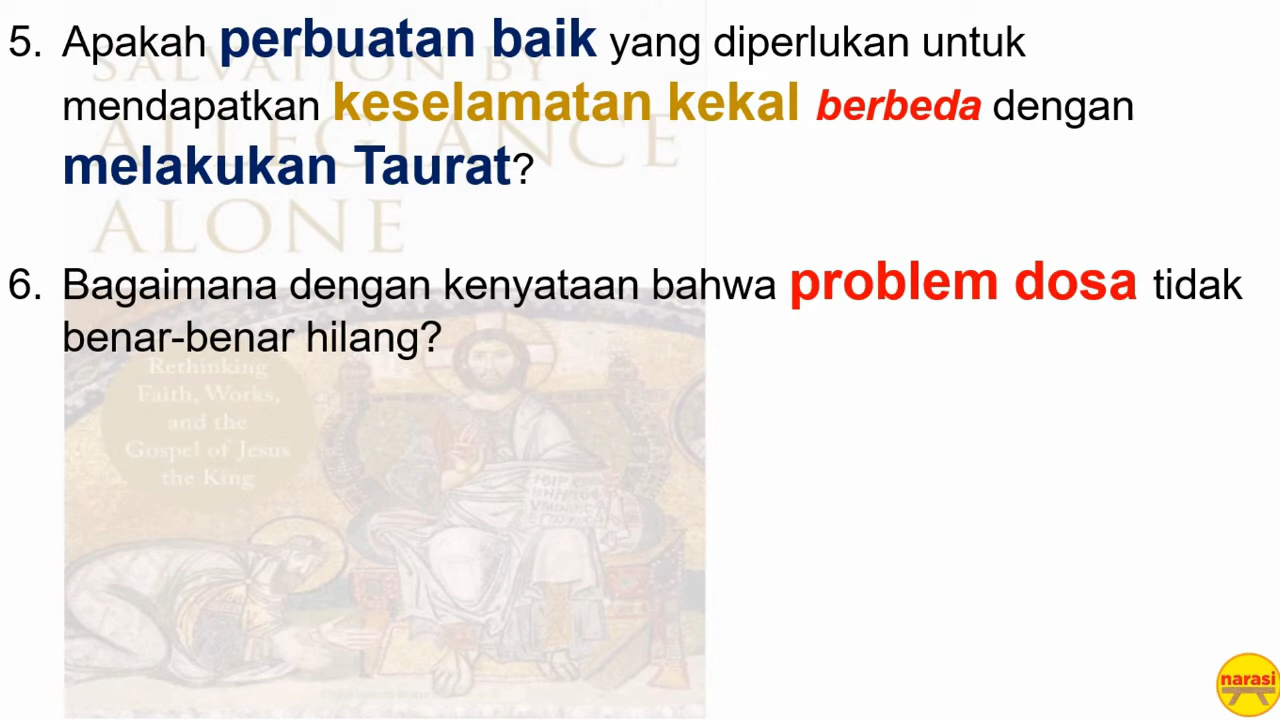 5. Apakah perbuatan baik yang diperlukan untuk
mendapatkan keselamatan kekal berbeda dengan
melakukan Taurat?
SALVATION BY
ALLEGIANCE
ALONE
6. Bagaimana dengan kenyataan bahwa problem dosa tidak
benar-benar hilang?
Rethinking
Faith, Works,
and the
Gospel of Jesus
the King
narasi